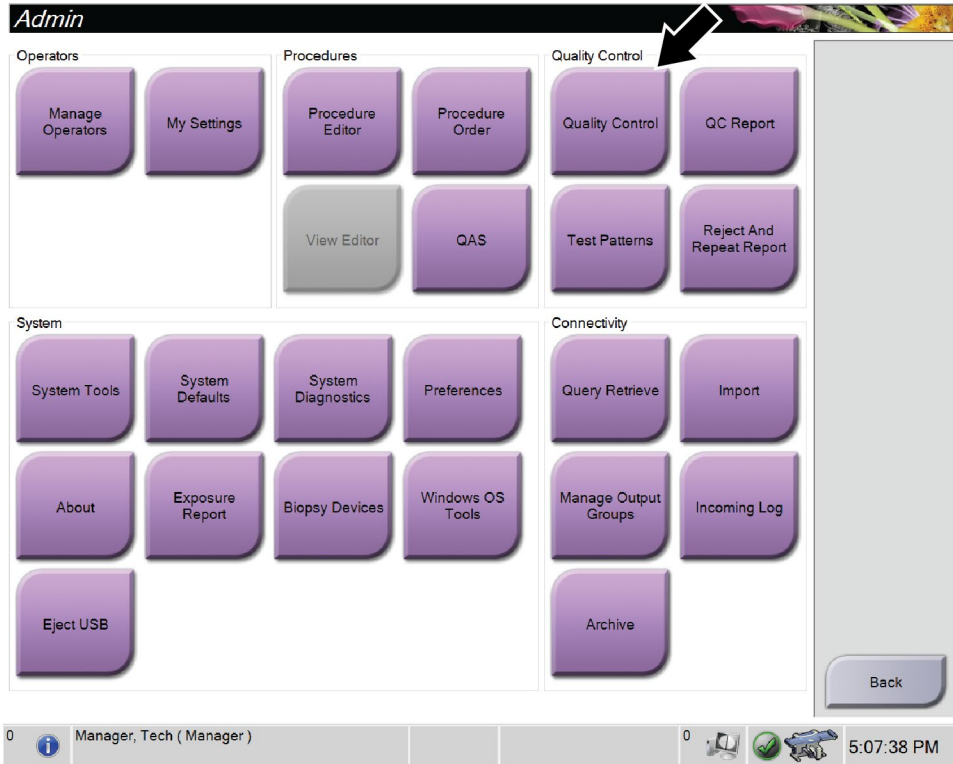 Admin
Operators
Manage
Operators
My Settings
Procedures
Procedure
Editor
Procedure
Order
View Editor
QAS
Quality Control
Quality Control
QC Report
Test Patterns
Reject And
Repeat Report
System
System Tools
System
Defaults
System
Diagnostics
Preferences
About
Exposure
Report
Biopsy Devices
Windows OS
Tools
Eject USB
Connectivity
Query Retrieve
Import
Manage Output
Groups
Incoming Log
Archive
Back
0
Manager, Tech ( Manager )
0
5:07:38 PM